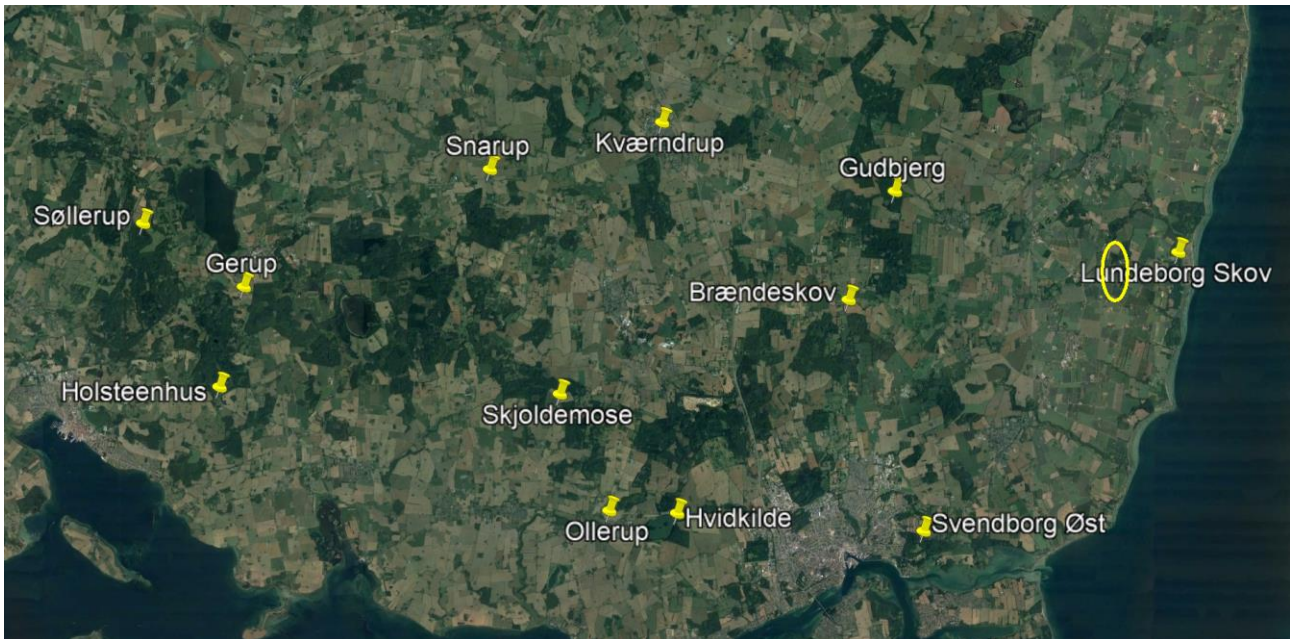 Kværndrup
Snarup
Gudbjerg
Søllerup
Gerup
Lundeborg Skov
Brændeskov
Holsteenhus
Skjoldemose
Ollerup
Hvidkilde
Svendborg Øst